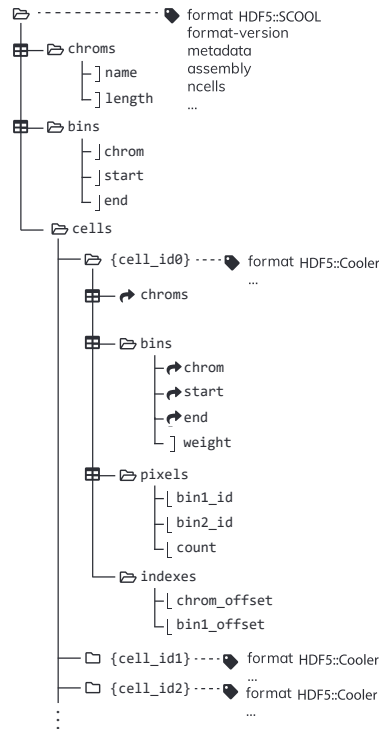 format HDF5::SCOOL
format-version
metadata
assembly
ncells
...
chroms
name
length
bins
chrom
start
end
cells
{cell_id0} format HDF5::Cooler
...
chroms
bins
chrom
start
end
weight
pixels
bin1_id
bin2_id
count
indexes
chrom_offset
bin1_offset
{cell_id1} format HDF5::Cooler
...
{cell_id2} format HDF5::Cooler
...